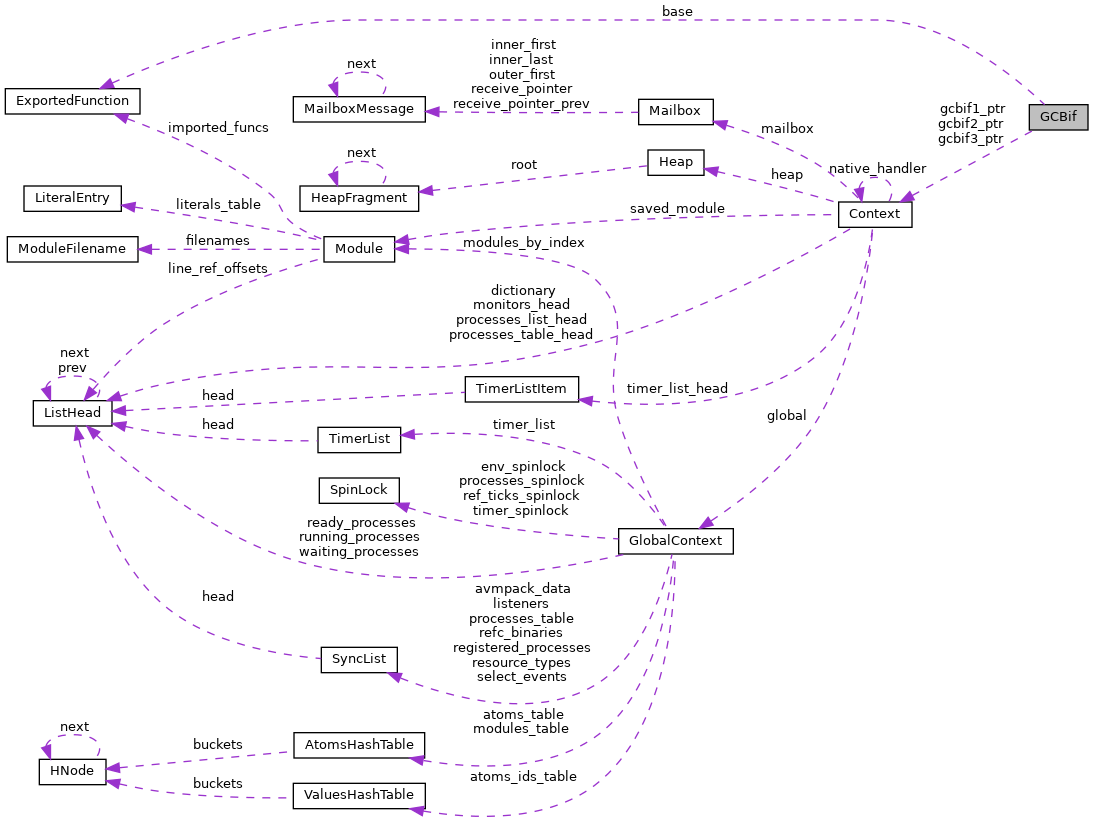 base
inner_first
inner_last
outer_first
receive_pointer
receive_pointer_prev
next
ExportedFunction
MailboxMessage
Mailbox
gcbif1_ptr
gcbif2_ptr
gcbif3_ptr
GCBif
imported_funcs
mailbox
next
root
Heap
native_handler
heap
LiteralEntry
HeapFragment
literals_table
saved_module
Context
ModuleFilename
filenames
Module
modules_by_index
line_ref_offsets
dictionary
monitors_head
processes_list_head
processes_table_head
next
prev
TimerListItem
timer_list_head
head
ListHead
global
head
TimerList
timer_list
env_spinlock
processes_spinlock
ref_ticks_spinlock
timer_spinlock
SpinLock
ready_processes
running_processes
waiting_processes
GlobalContext
avmpack_data
listeners
processes_table
refc_binaries
registered_processes
resource_types
select_events
head
SyncList
atoms_table
modules_table
next
buckets
AtomsHashTable
HNode
atoms_ids_table
buckets
ValuesHashTable